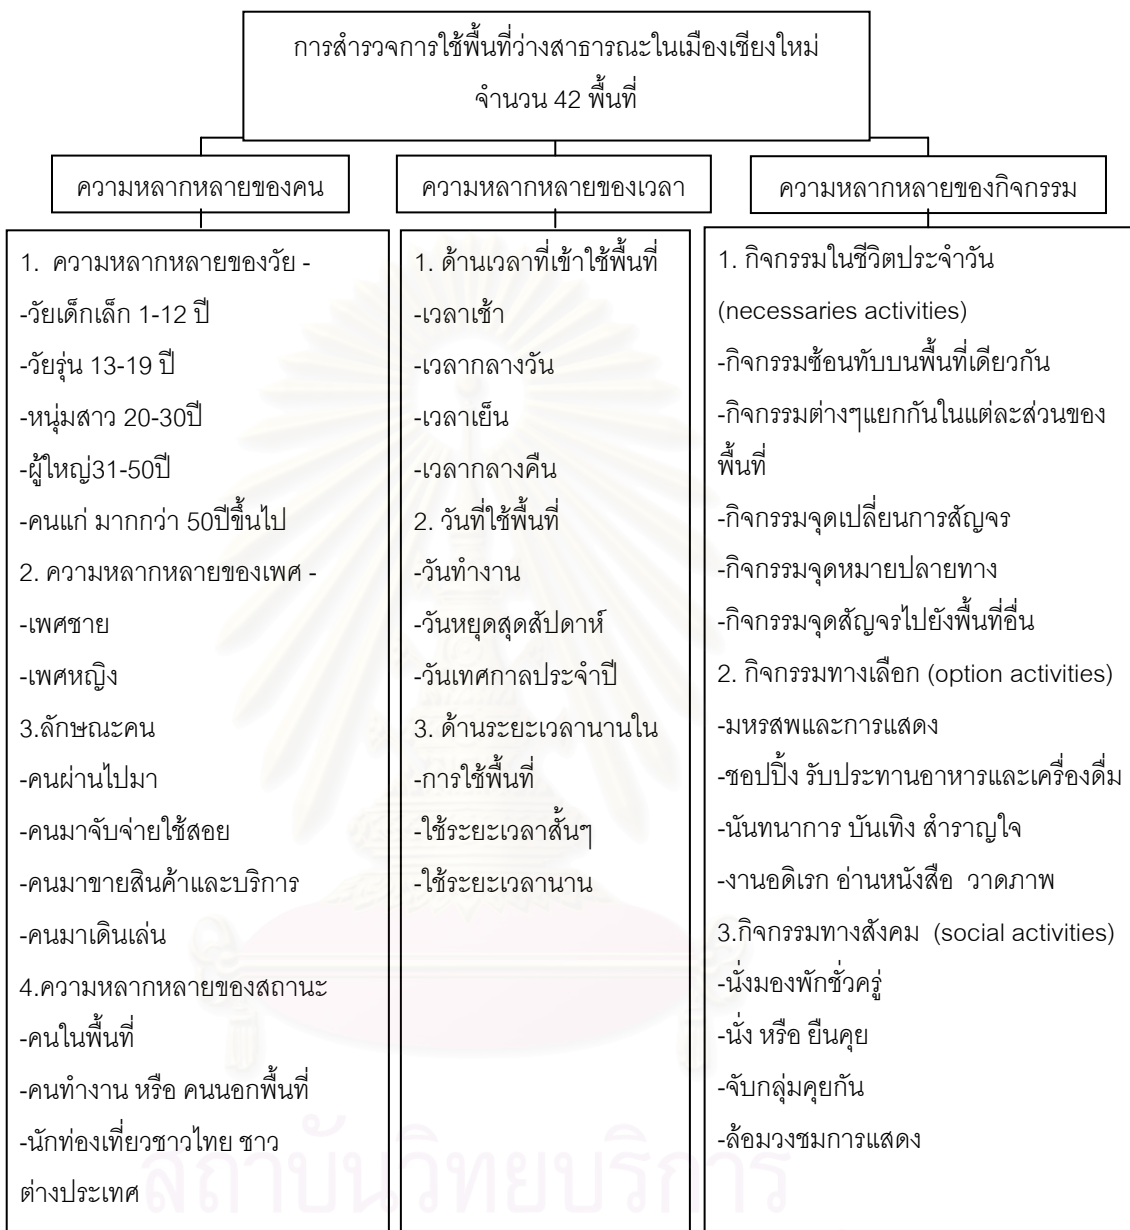 การสำรวจการใช้พื้นที่ว่างสาธารณะในเมืองเชียงใหม่
จำนวน 42 พื้นที่
ความหลากหลายของคน
1. ความหลากหลายของวัย -
-วัยเด็กเล็ก 1-12 ปี
-วัยรุ่น 13-19 ปี
-หนุ่มสาว 20-30ปี
-ผู้ใหญ่31-50ปี
-คนแก่ มากกว่า 50ปีขึ้นไป
2. ความหลากหลายของเพศ -
-เพศชาย
-เพศหญิง
3.ลักษณะคน
-คนผ่านไปมา
-คนมาจับจ่ายใช้สอย
-คนมาขายสินค้าและบริการ
-คนมาเดินเล่น
4.ความหลากหลายของสถานะ
-คนในพื้นที่
-คนทำงาน หรือ คนนอกพื้นที่
-นักท่องเที่ยวชาวไทย ชาว
ต่างประเทศ
ความหลากหลายของเวลา
1. ด้านเวลาที่เข้าใช้พื้นที่
-เวลาเช้า
-เวลากลางวัน
-เวลาเย็น
-เวลากลางคืน
2. วันที่ใช้พื้นที่
-วันทำงาน
-วันหยุดสุดสัปดาห์
-วันเทศกาลประจำปี
3. ด้านระยะเวลานานใน
-การใช้พื้นที่
-ใช้ระยะเวลาสั้นๆ
-ใช้ระยะเวลานาน
ความหลากหลายของกิจกรรม
1. กิจกรรมในชีวิตประจำวัน
(necessaries activities)
-กิจกรรมซ้อนทับบนพื้นที่เดียวกัน
-กิจกรรมต่างๆแยกกันในแต่ละส่วนของ
พื้นที่
-กิจกรรมจุดเปลี่ยนการสัญจร
-กิจกรรมจุดหมายปลายทาง
-กิจกรรมจุดสัญจรไปยังพื้นที่อื่น
2. กิจกรรมทางเลือก (option activities)
-มหรสพและการแสดง
-ชอปปิ้ง รับประทานอาหารและเครื่องดื่ม
-นันทนาการ บันเทิง สำราญใจ
-งานอดิเรก อ่านหนังสือ วาดภาพ
3.กิจกรรมทางสังคม (social activities)
-นั่งมองพักชั่วครู่
-นั่ง หรือ ยืนคุย
-จับกลุ่มคุยกัน
-ล้อมวงชมการแสดง
สถาบันวิทยบริการ